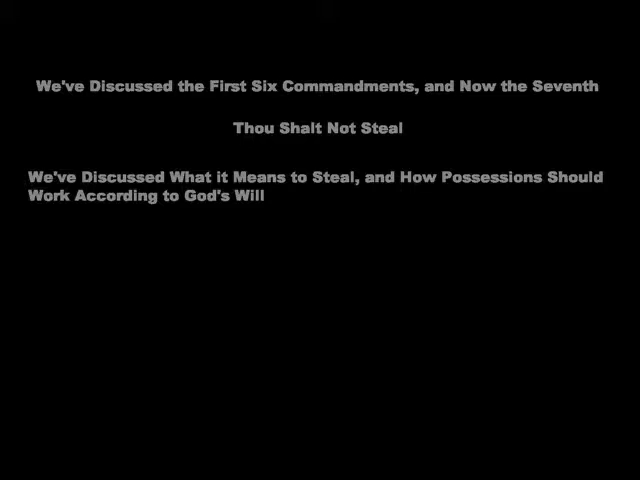 We've Discussed the First Six Commandments, and Now the Seventh
Thou Shalt Not Steal
We've Discussed What it Means to Steal, and How Possessions Should
Work According to God's Will